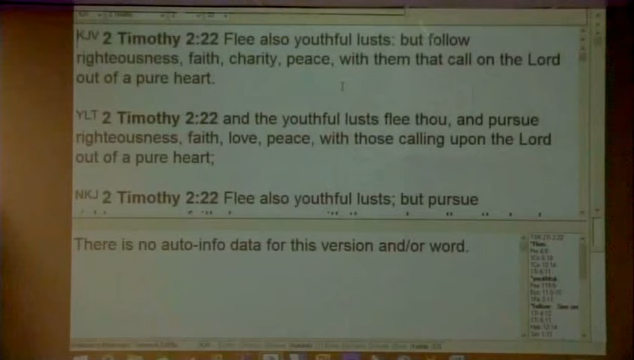 KJV 2 Timothy 2:22 Flee also youthful lusts: but follow
righteousness, faith, charity, peace, with them that call on the Lord
out of a pure heart.
YLT 2 Timothy 2:22 and the youthful lusts flee thou, and pursue
righteousness, faith, love, peace, with those calling upon the Lord
out of a pure heart;
NKJ 2 Timothy 2:22 Flee also youthful lusts; but pursue
There is no auto-info data for this version and/or word.